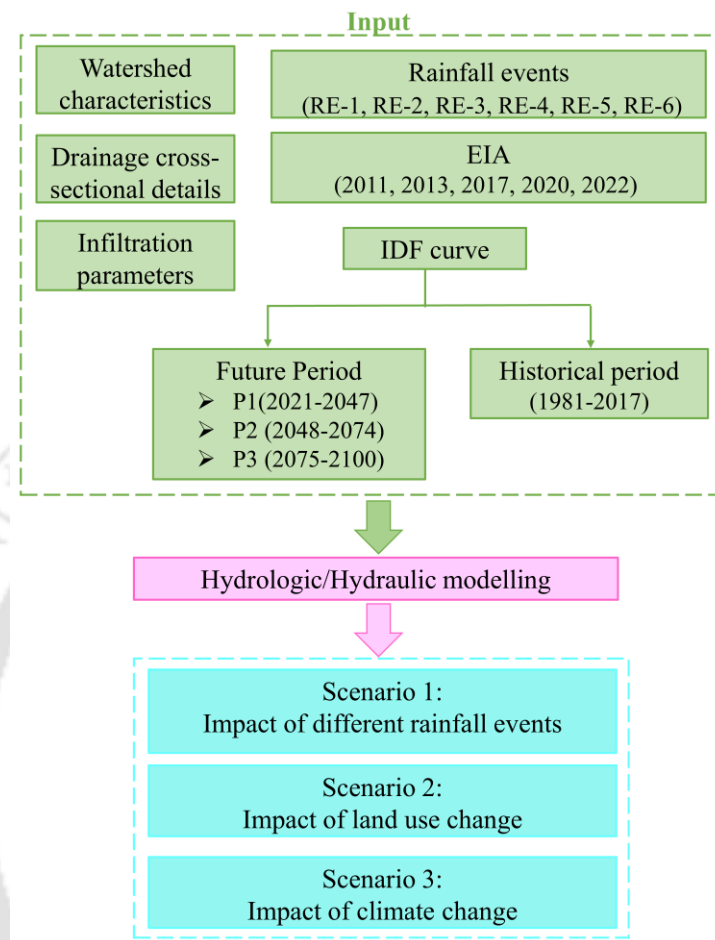 Input
Watershed
characteristics
Rainfall events
(RE-1, RE-2, RE-3, RE-4, RE-5, RE-6)
Drainage cross-
sectional details
EIA
(2011, 2013, 2017, 2020, 2022)
Infiltration
parameters
IDF curve
Future Period
➢ P1(2021-2047)
➢ P2 (2048-2074)
➢ P3 (2075-2100)
Historical period
(1981-2017)
Hydrologic/Hydraulic modelling
Scenario 1:
Impact of different rainfall events
Scenario 2:
Impact of land use change
Scenario 3:
Impact of climate change